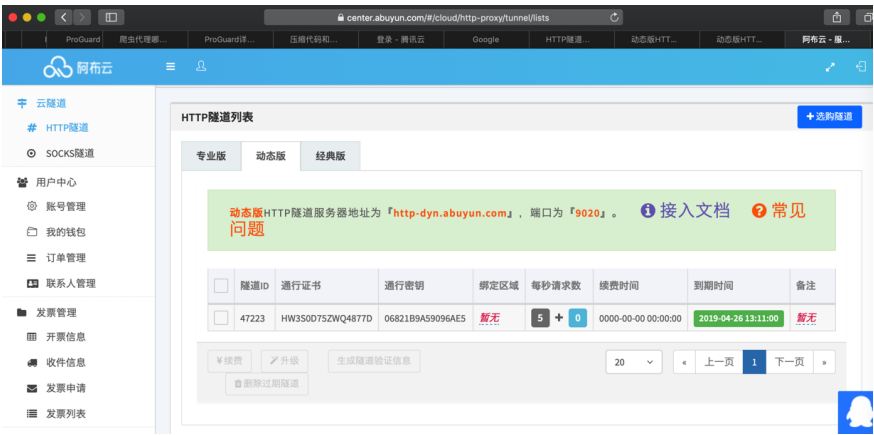 center.abuyun.com/#/cloud/http-proxy/tunnel/lists
ProGuard
爬虫代理哪...
ProGuard详...
压缩代码和...
登录 - 腾讯云
Google
HTTP隧道...
动态版HTT...
动态版HTT...
阿布云 - 服...
阿布云
云隧道
HTTP隧道
SOCKS隧道
用户中心
账号管理
我的钱包
订单管理
联系人管理
发票管理
开票信息
收件信息
发票申请
发票列表
HTTP隧道列表
+选购隧道
专业版 动态版 经典版
动态版HTTP隧道服务器地址为『http-dyn.abuyun.com』, 端口为『9020』。 接入文档 常见
问题
隧道ID 通行证书 通行密钥 绑定区域 每秒请求数 续费时间 到期时间 备注
47223 HW3S0D75ZWQ4877D 06821B9A59096AE5 暂无 5 + 0 0000-00-00 00:00:00 2019-04-26 13:11:00 暂无
¥续费 升级 生成隧道验证信息
删除过期隧道
20 « 上一页 1 下一页 »